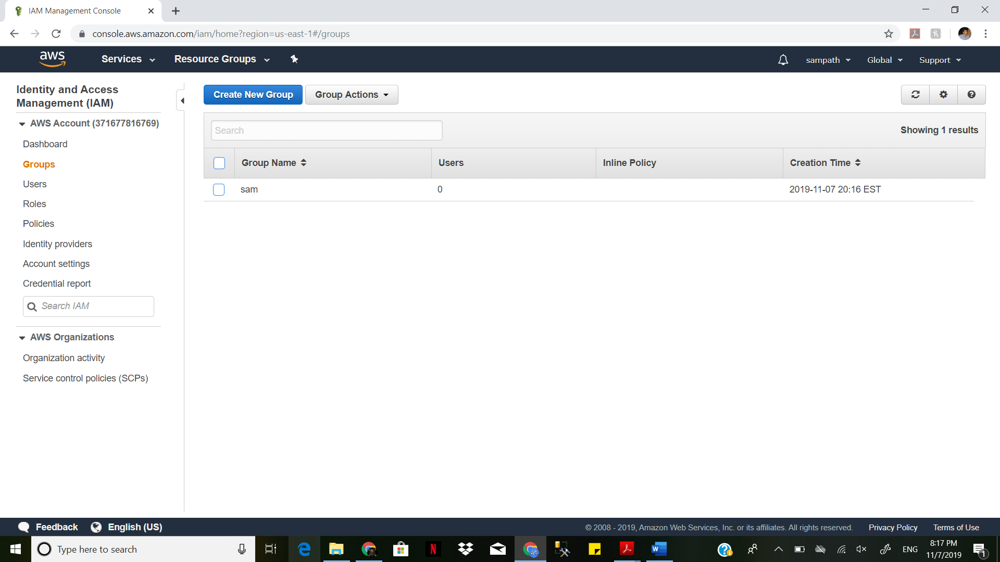 IAM Management Console
console.aws.amazon.com/iam/home?region=us-east-1#/groups
aws
Services
Resource Groups
sampath
Global
Support
Identity and Access
Management (IAM)
AWS Account (371677816769)
Dashboard
Groups
Users
Roles
Policies
Identity providers
Account settings
Credential report
Search IAM
AWS Organizations
Organization activity
Service control policies (SCPs)
Create New Group
Group Actions
Search
Showing 1 results
Group Name
Users
Inline Policy
Creation Time
sam
0
2019-11-07 20:16 EST
Feedback
English (US)
© 2008 - 2019, Amazon Web Services, Inc. or its affiliates. All rights reserved.
Privacy Policy
Terms of Use
Type here to search
ENG
8:17 PM
11/7/2019
1